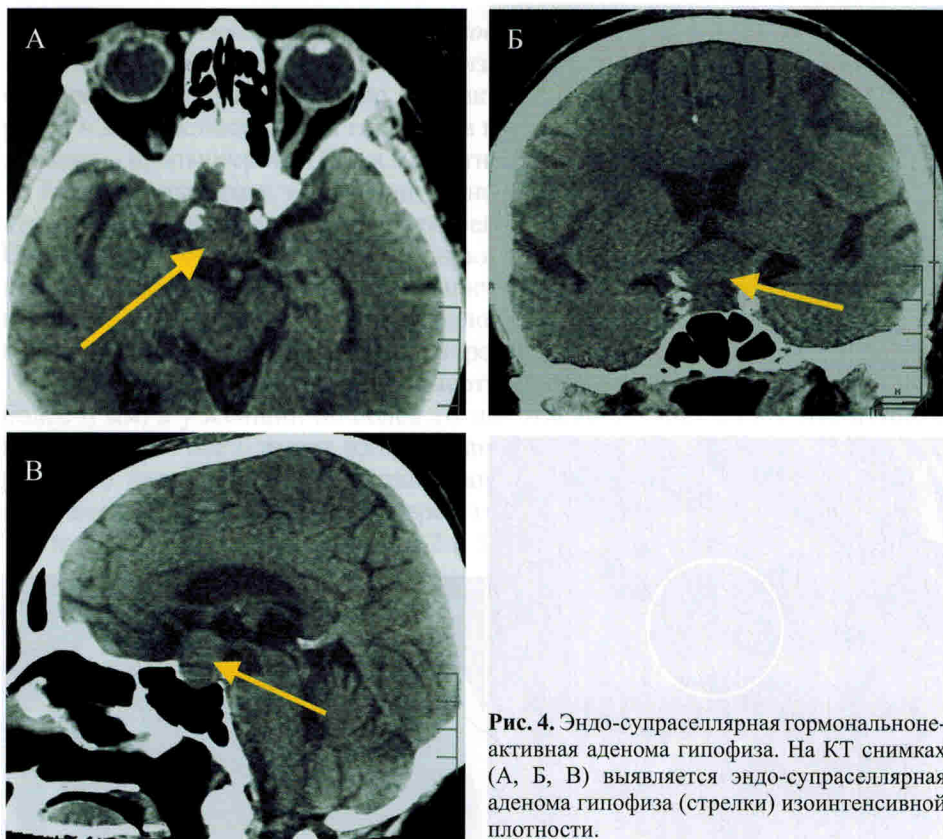 А
Б
В
Рис. 4. Эндо-супраселлярная гормональноне-
активная аденома гипофиза. На КТ снимках
(А, Б, В) выявляется эндо-супраселлярная
аденома гипофиза (стрелки) изоинтенсивной
плотности.